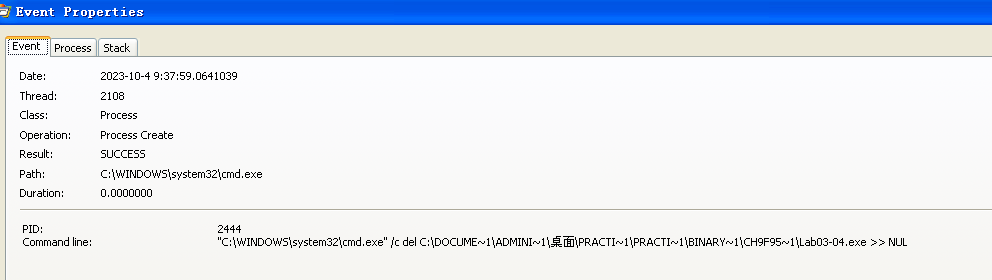 Event Properties
Event Process Stack
Date: 2023-10-4 9:37:59.0641039
Thread: 2108
Class: Process
Operation: Process Create
Result: SUCCESS
Path: C:\WINDOWS\system32\cmd.exe
Duration: 0.0000000
PID: 2444
Command line: "C:\WINDOWS\system32\cmd.exe" /c del C:\DOCUME~1\ADMINI~1\桌面\PRACTI~1\PRACTI~1\BINARY~1\CH9F95~1\Lab03-04.exe >> NUL